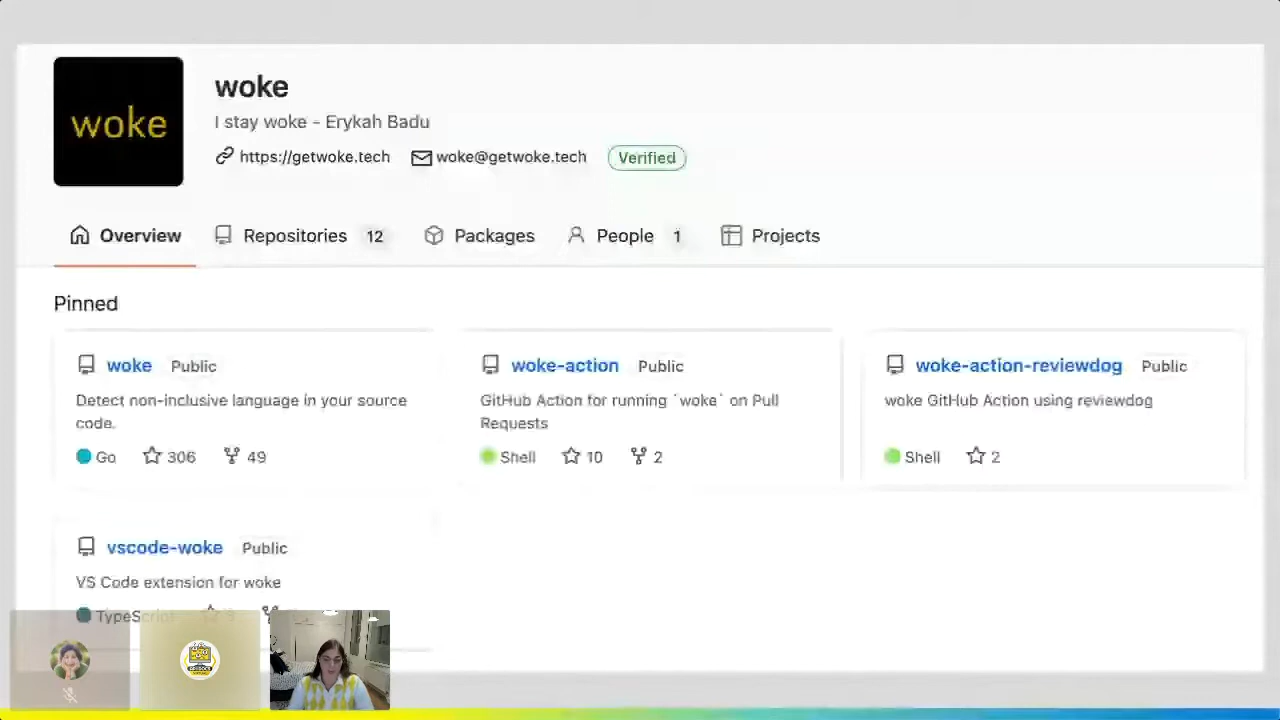 woke
woke
I stay woke - Erykah Badu
https://getwoke.tech woke@getwoke.tech Verified
Overview Repositories 12 Packages People 1 Projects
Pinned
woke Public
Detect non-inclusive language in your source
code.
Go 306 49
woke-action Public
GitHub Action for running `woke` on Pull
Requests
Shell 10 2
woke-action-reviewdog Public
woke GitHub Action using reviewdog
Shell 2
vscode-woke Public
VS Code extension for woke
TypeScript